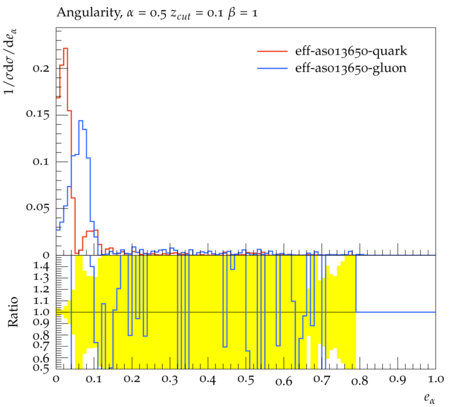 Angularity, α = 0.5 z_cut = 0.1 β = 1
1/σdσ/de_α
eff-as013650-quark
eff-as013650-gluon
0.2
0.15
0.1
0.05
0
Ratio
1.4
1.3
1.2
1.1
1.0
0.9
0.8
0.7
0.6
0.5
0 0.1 0.2 0.3 0.4 0.5 0.6 0.7 0.8 0.9 1.0
e_α